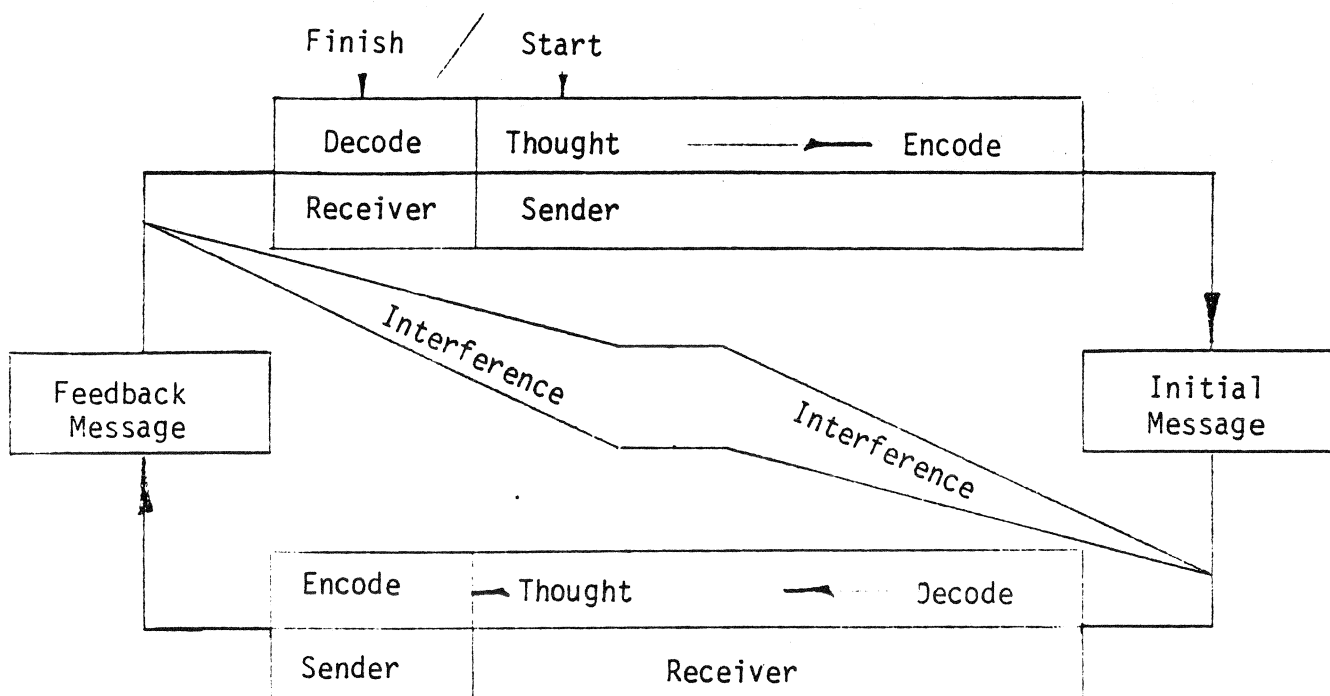 Finish / Start
Decode Thought Encode
Receiver Sender
Interference
Interference
Feedback
Message
Initial
Message
Encode Thought Decode
Sender Receiver